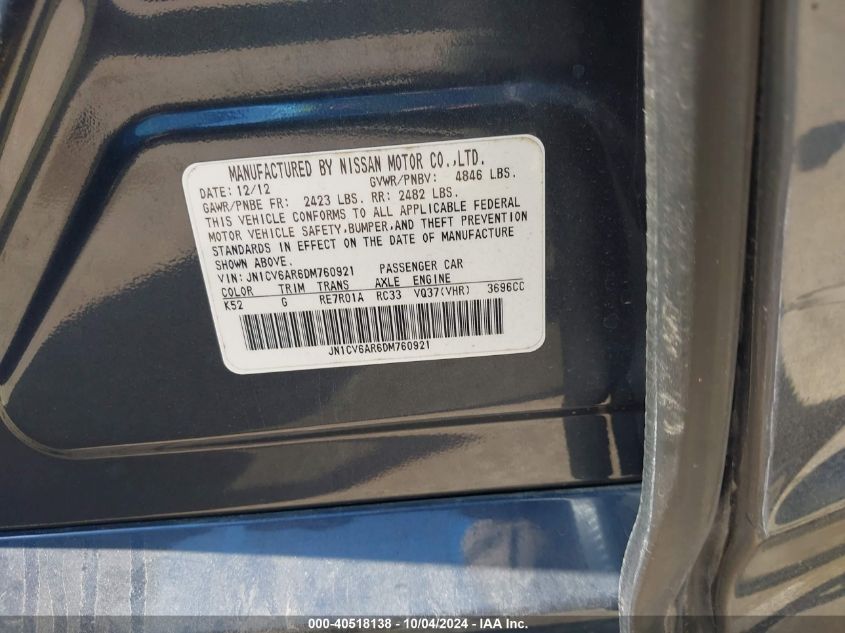 MANUFACTURED BY NISSAN MOTOR CO.,LTD.
DATE: 12/12 GVWR/PNBV: 4846 LBS.
GAWR/PNBE FR: 2423 LBS. RR: 2482 LBS.
THIS VEHICLE CONFORMS TO ALL APPLICABLE FEDERAL
MOTOR VEHICLE SAFETY,BUMPER,AND THEFT PREVENTION
STANDARDS IN EFFECT ON THE DATE OF MANUFACTURE
SHOWN ABOVE.
VIN: JN1CV6AR6DM760921 PASSENGER CAR
COLOR TRIM TRANS AXLE ENGINE
K52 G RE7R01A RC33 VQ37(VHR) 3696CC
JN1CV6AR6DM760921
000-40518138 - 10/04/2024 - IAA Inc.